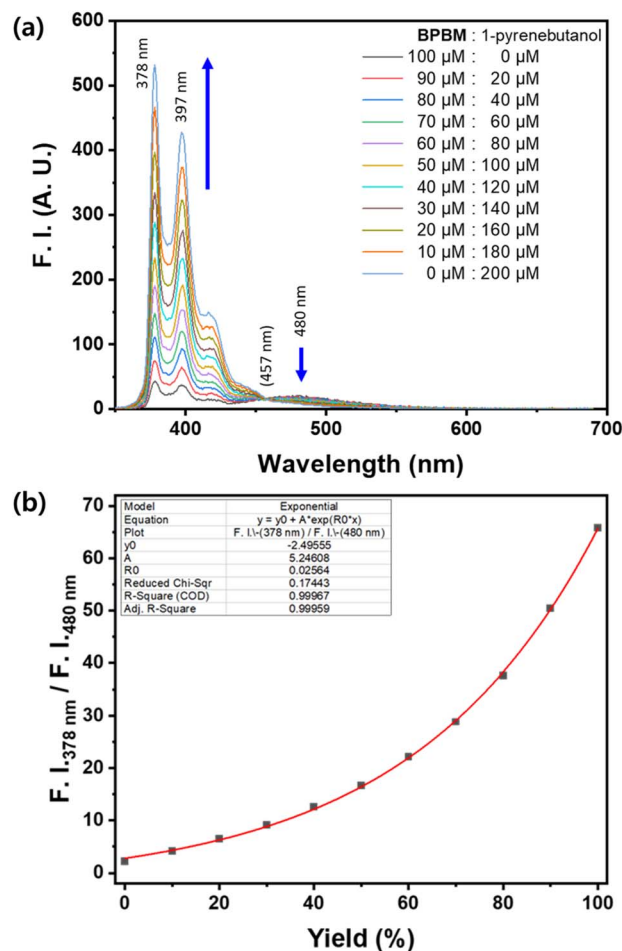 (a)
600
500
400
300
200
100
0
F. I. (A. U.)
378 nm
397 nm
(457 nm)
480 nm
BPBM : 1-pyrenebutanol
100 μM : 0 μM
90 μM : 20 μM
80 μM : 40 μM
70 μM : 60 μM
60 μM : 80 μM
50 μM : 100 μM
40 μM : 120 μM
30 μM : 140 μM
20 μM : 160 μM
10 μM : 180 μM
0 μM : 200 μM
400 500 600 700
Wavelength (nm)
(b)
70
60
50
40
30
20
10
0
F. I.378 nm / F. I.480 nm
Model Exponential
Equation y = y0 + A*exp(R0*x)
Plot F. I.\-(378 nm) / F. I.\-(480 nm)
y0 -2.49555
A 5.24608
R0 0.02564
Reduced Chi-Sqr 0.17443
R-Square (COD) 0.99967
Adj. R-Square 0.99959
0 20 40 60 80 100
Yield (%)